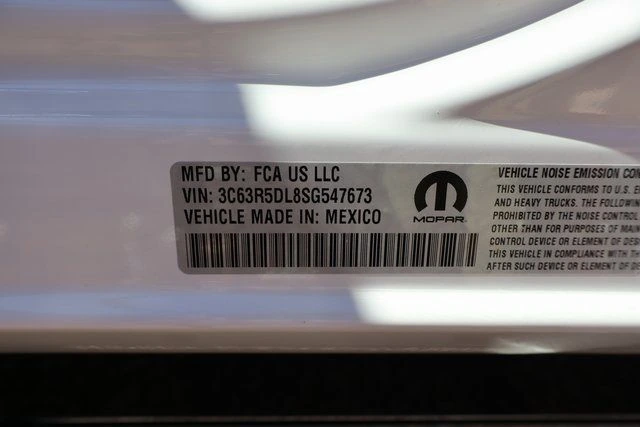 MFD BY: FCA US LLC
VIN: 3C63R5DL8SG547673
VEHICLE MADE IN: MEXICO
MOPAR
VEHICLE NOISE EMISSION
THIS VEHICLE CONFORMS TO U.S.
AND HEAVY TRUCKS. THE FOLLOWING
PROHIBITED BY THE NOISE CONTROL
OTHER THAN FOR PURPOSES OF
CONTROL DEVICE OR ELEMENT OF
THIS VEHICLE IN COMPLIANCE WITH
AFTER SUCH DEVICE OR ELEMENT OF